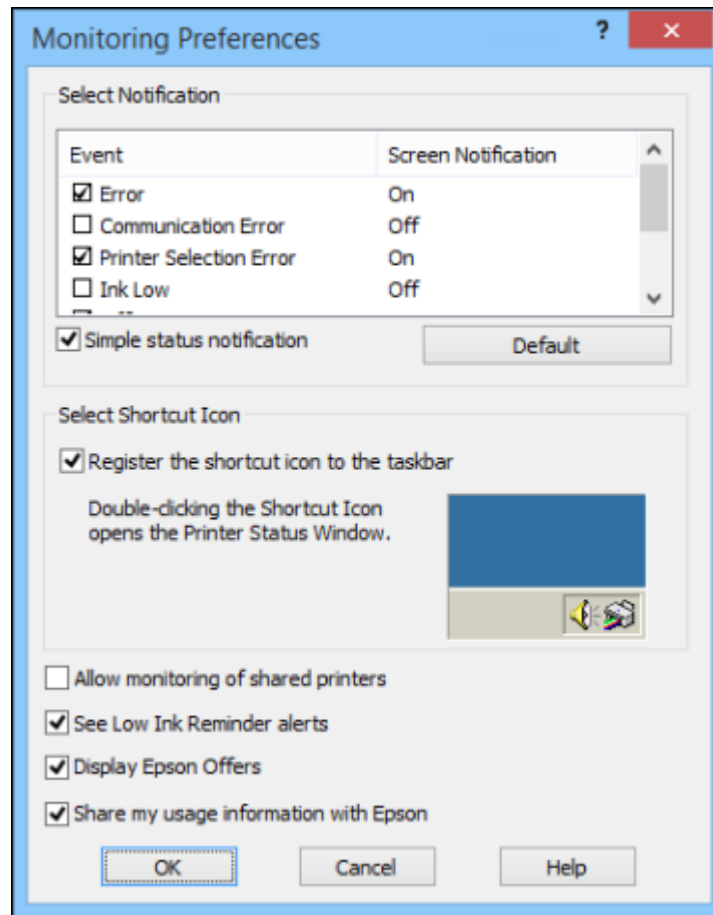 Monitoring Preferences ?
Select Notification
Event Screen Notification
Error On
Communication Error Off
Printer Selection Error On
Ink Low Off
Simple status notification Default
Select Shortcut Icon
Register the shortcut icon to the taskbar
Double-clicking the Shortcut Icon
opens the Printer Status Window.
Allow monitoring of shared printers
See Low Ink Reminder alerts
Display Epson Offers
Share my usage information with Epson
OK Cancel Help